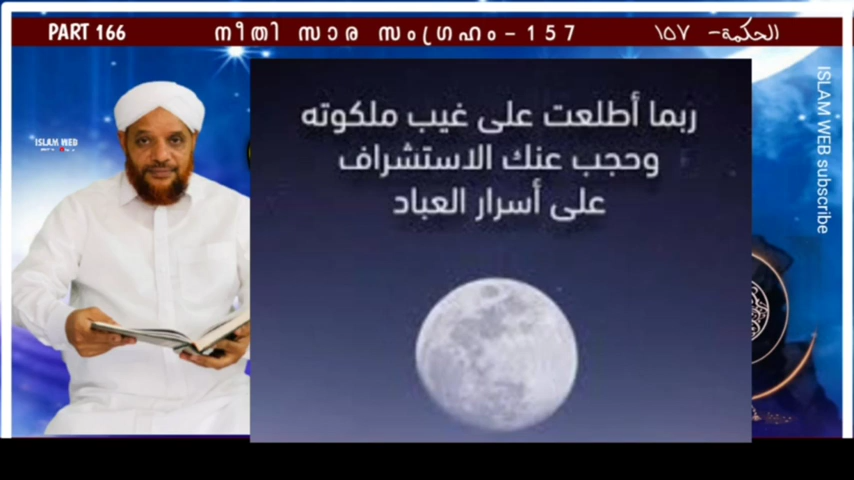 PART 166
നീതി സാര സംഗ്രഹം-157
الحكمة- ١٥٧
ISLAM WEB
ربما أطلعت على غيب ملكوته
وحجب عنك الاستشراف
على أسرار العباد
ISLAM WEB subscribe